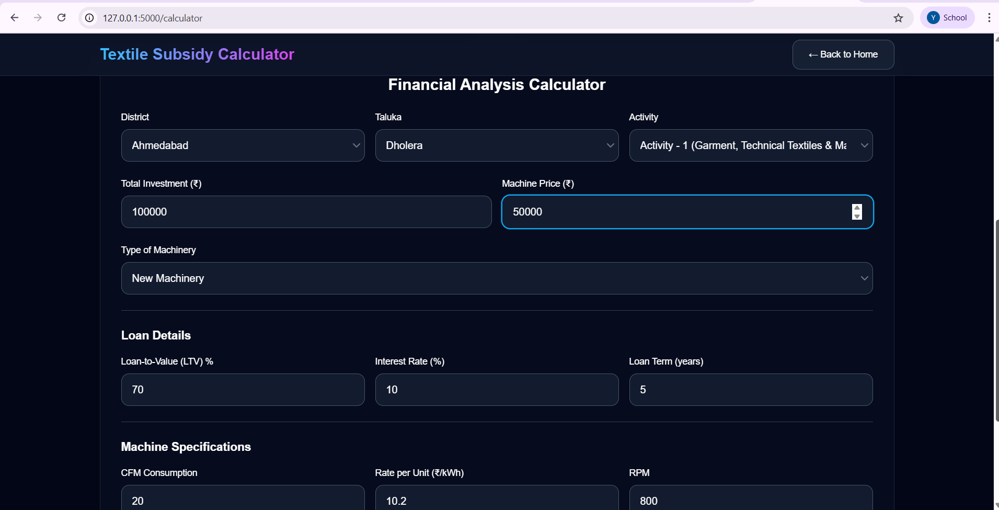 127.0.0.1:5000/calculator
Y School
Textile Subsidy Calculator
← Back to Home
Financial Analysis Calculator
District Taluka Activity
Ahmedabad Dholera Activity - 1 (Garment, Technical Textiles & Ma
Total Investment (₹) Machine Price (₹)
100000 50000
Type of Machinery
New Machinery
Loan Details
Loan-to-Value (LTV) % Interest Rate (%) Loan Term (years)
70 10 5
Machine Specifications
CFM Consumption Rate per Unit (₹/kWh) RPM
20 10.2 800